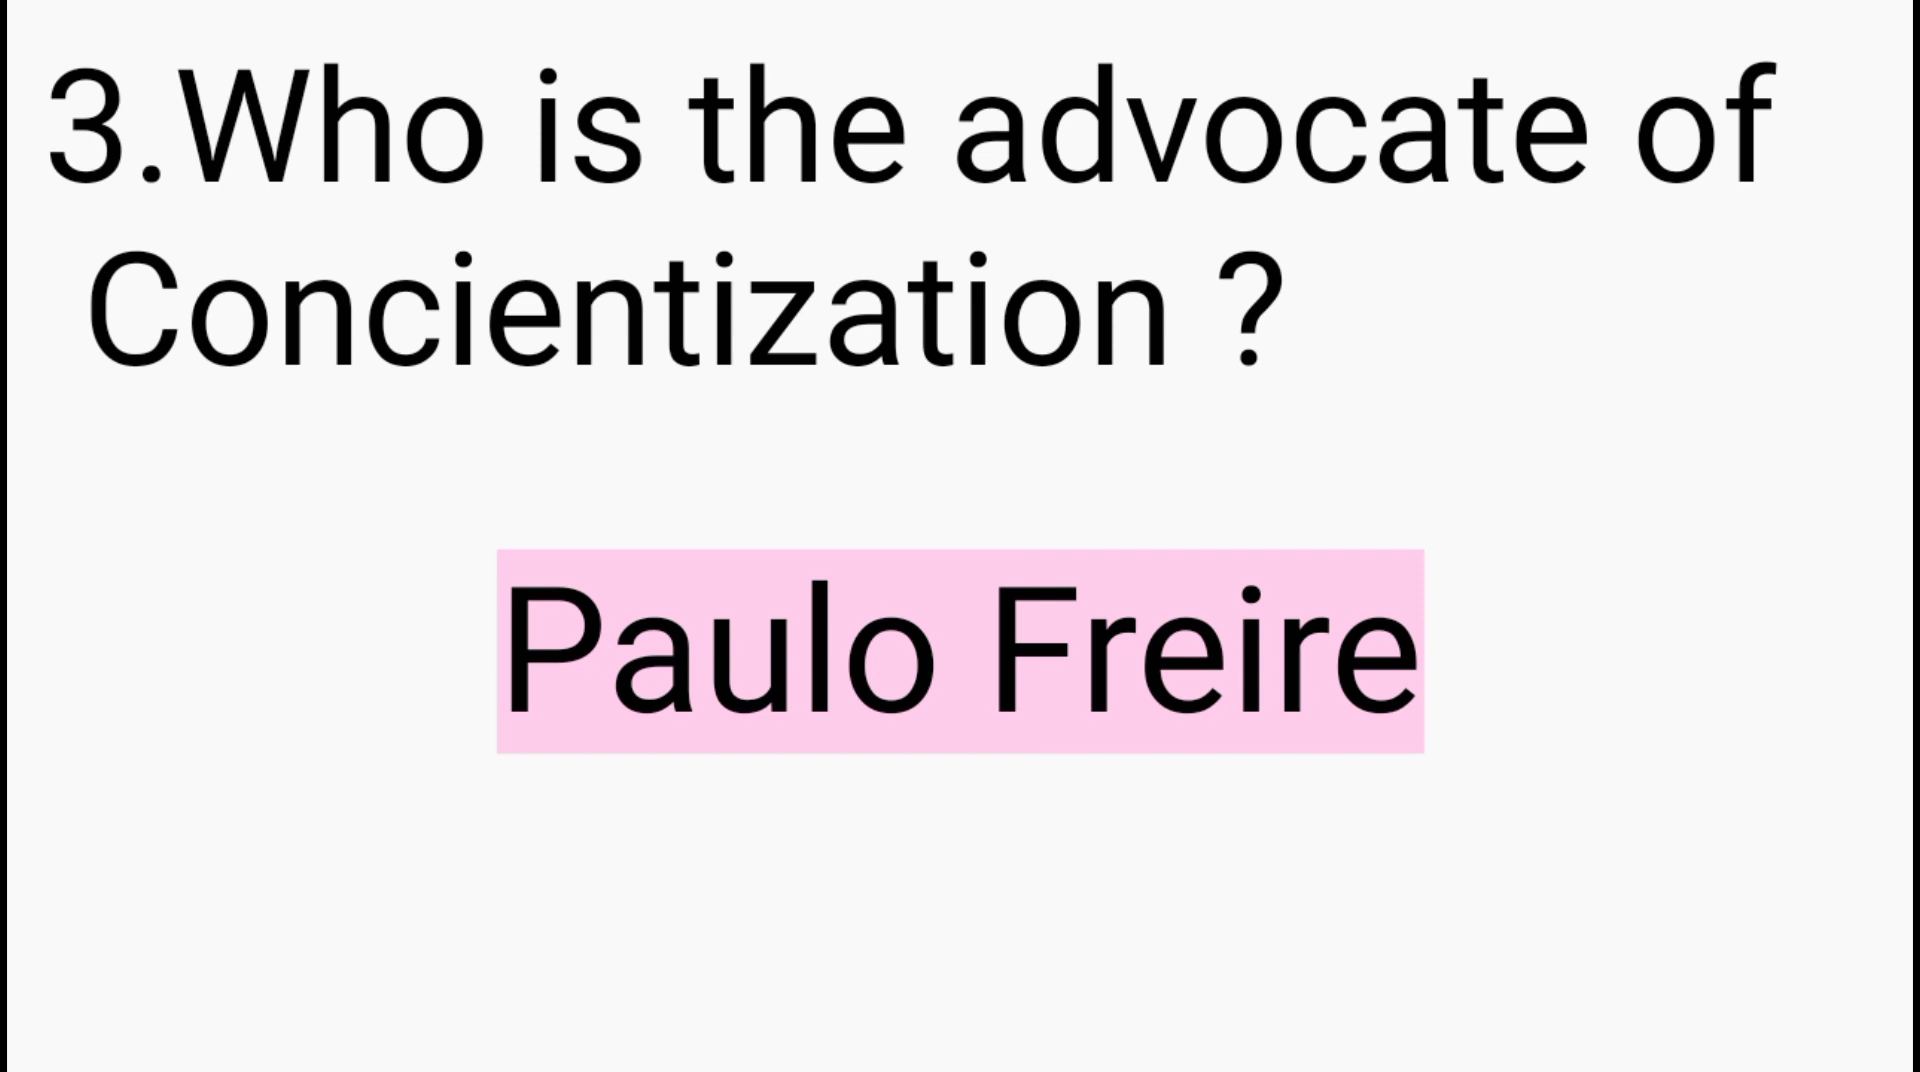 3.Who is the advocate of
Concientization ?
Paulo Freire